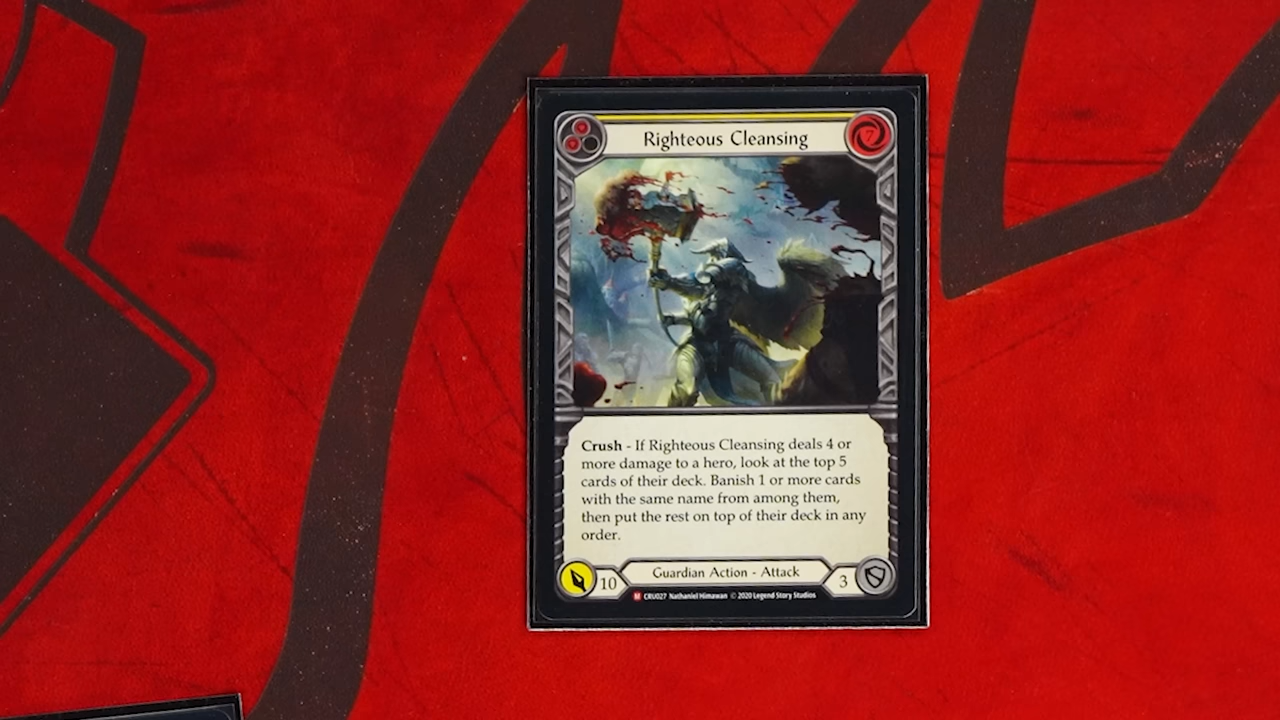 Righteous Cleansing
7
Crush - If Righteous Cleansing deals 4 or
more damage to a hero, look at the top 5
cards of their deck. Banish 1 or more cards
with the same name from among them,
then put the rest on top of their deck in any
order.
10
Guardian Action - Attack
3
M CRU027 Nathaniel Himawan © 2020 Legend Story Studios